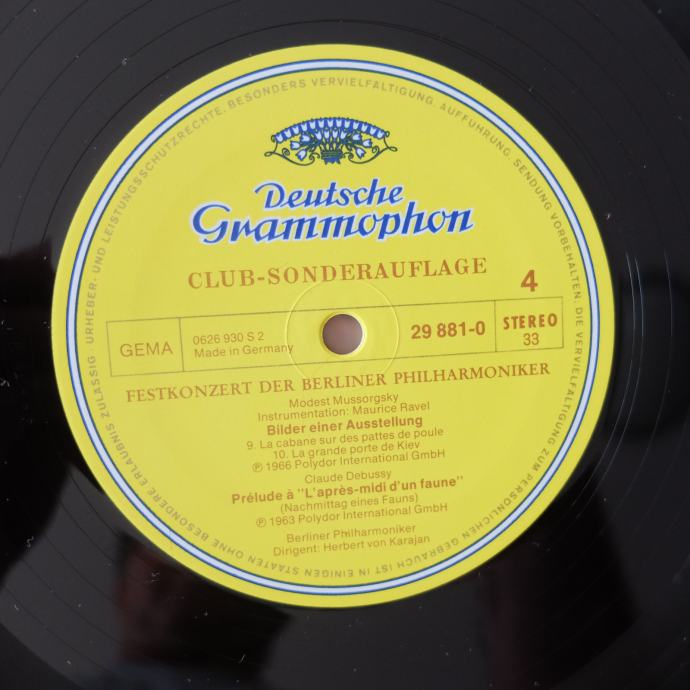 Deutsche
Grammophon
CLUB-SONDERAUFLAGE
4
GEMA
0626 930 S 2
Made in Germany
29 881-0
STEREO
33
FESTKONZERT DER BERLINER PHILHARMONIKER
Modest Mussorgsky
Instrumentation: Maurice Ravel
Bilder einer Ausstellung
9. La cabane sur des pattes de poule
10. La grande porte de Kiev
℗ 1966 Polydor International GmbH
Claude Debussy
Prélude à "L'après-midi d'un faune"
(Nachmittag eines Fauns)
℗ 1963 Polydor International GmbH
Berliner Philharmoniker
Dirigent: Herbert von Karajan
URHEBER- UND LEISTUNGSSCHUTZRECHTE, BESONDERS VERVIELFÄLTIGUNG, AUFFÜHRUNG, SENDUNG VORBEHALTEN. DIE VERVIELFÄLTIGUNG ZUM PERSÖNLICHEN GEBRAUCH IST IN EINIGEN STAATEN OHNE BESONDERE ERLAUBNIS ZULÄSSIG